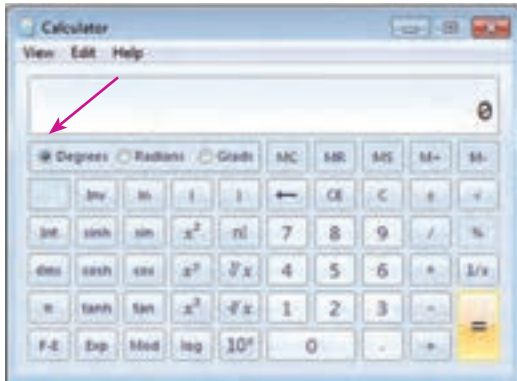 Calculator
View Edit Help
0
Degrees Radians Grads MC MR MS M+ M-
Inv ln ( ) ← CE C ± √
Int sinh sin x² n! 7 8 9 / %
dms cosh cos xʸ ʸ√x 4 5 6 * 1/x
π tanh tan x³ ³√x 1 2 3 - =
F-E Exp Mod log 10ˣ 0 . +